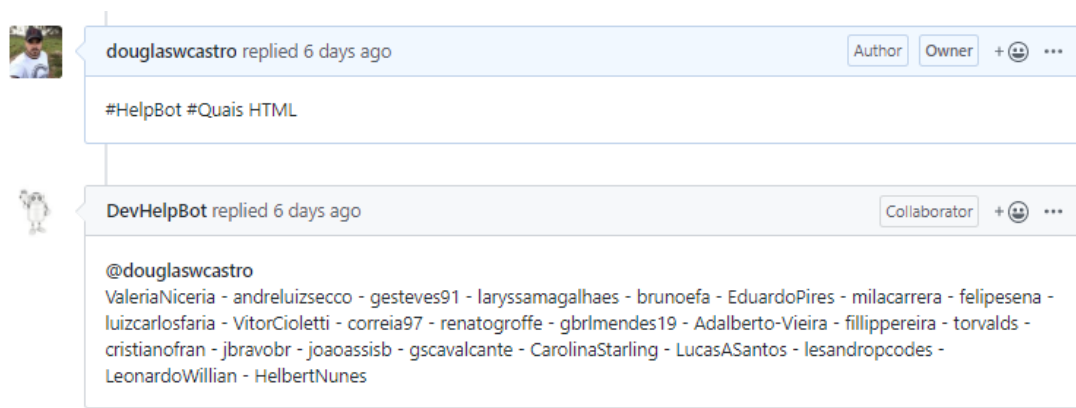 douglaswcastro replied 6 days ago
Author
Owner
+
...
#HelpBot #Quais HTML
DevHelpBot replied 6 days ago
Collaborator
+
...
@douglaswcastro
ValeriaNiceria - andreluizsecco - gesteves91 - laryssamagalhaes - brunoefa - EduardoPires - milacarrera - felipesena -
luizcarlosfaria - VitorCioletti - correia97 - renatogroffe - gbrlmendes19 - Adalberto-Vieira - fillippereira - torvalds -
cristianofran - jbravobr - joaoassisb - gscavalcante - CarolinaStarling - LucasASantos - lesandropcodes -
LeonardoWillian - HelbertNunes